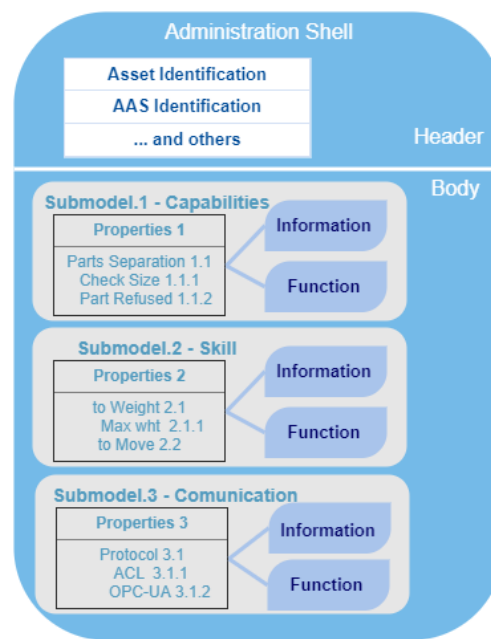 Administration Shell
Asset Identification
AAS Identification
... and others
Header
Body
Submodel.1 - Capabilities
Properties 1
Parts Separation 1.1
Check Size 1.1.1
Part Refused 1.1.2
Information
Function
Submodel.2 - Skill
Properties 2
to Weight 2.1
Max wht 2.1.1
to Move 2.2
Information
Function
Submodel.3 - Comunication
Properties 3
Protocol 3.1
ACL 3.1.1
OPC-UA 3.1.2
Information
Function